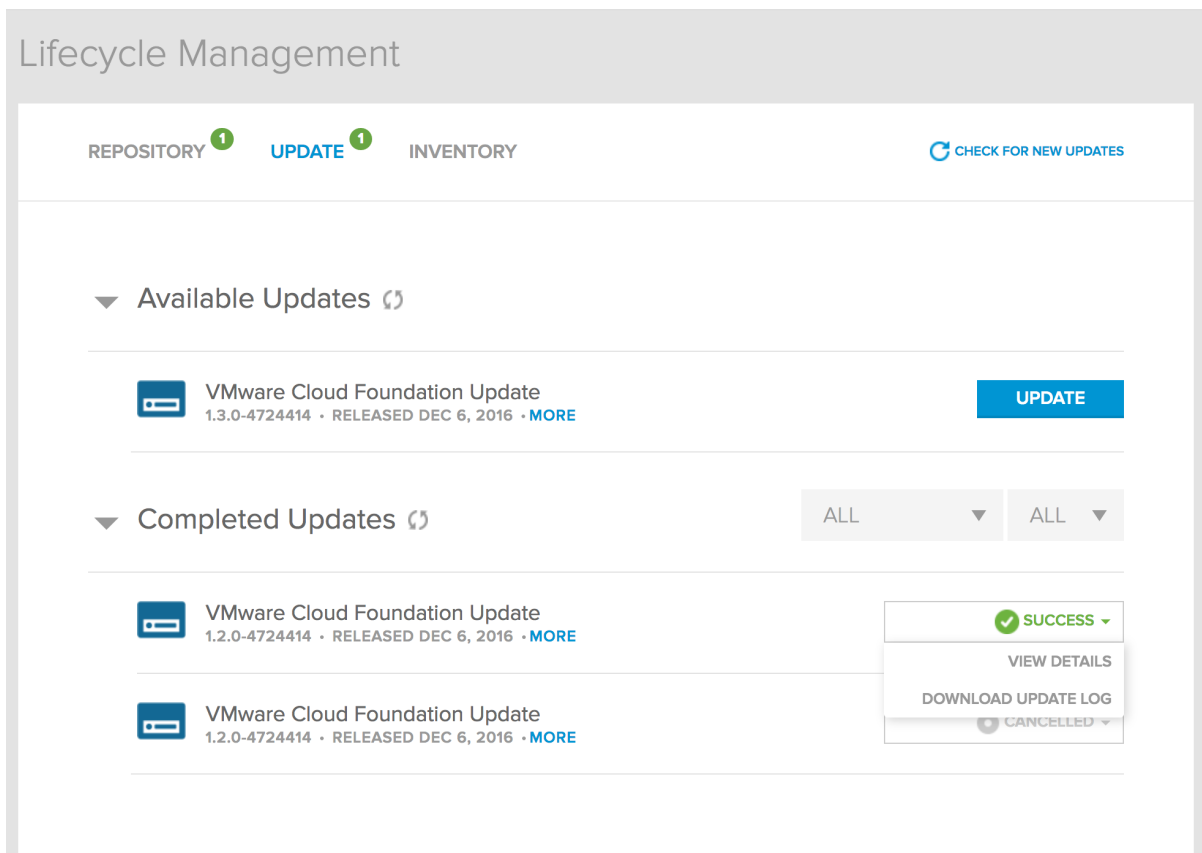 Lifecycle Management
REPOSITORY 1 UPDATE 1 INVENTORY CHECK FOR NEW UPDATES
Available Updates
VMware Cloud Foundation Update
1.3.0-4724414 • RELEASED DEC 6, 2016 • MORE
UPDATE
Completed Updates
ALL ALL
VMware Cloud Foundation Update
1.2.0-4724414 • RELEASED DEC 6, 2016 • MORE
SUCCESS
VIEW DETAILS
DOWNLOAD UPDATE LOG
VMware Cloud Foundation Update
1.2.0-4724414 • RELEASED DEC 6, 2016 • MORE
CANCELLED